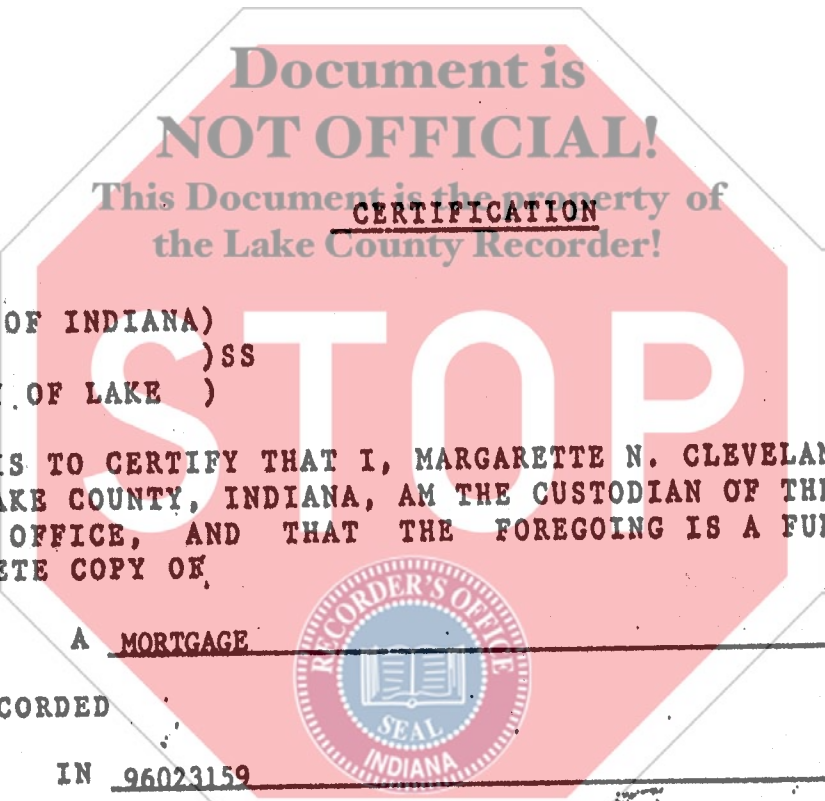 Document is
NOT OFFICIAL!
This Document is the property of
CERTIFICATION
the Lake County Recorder!
STOP
OF INDIANA)
)SS
OF LAKE )
IS TO CERTIFY THAT I, MARGARETTE N. CLEVELAN
AKE COUNTY, INDIANA, AM THE CUSTODIAN OF THE
OFFICE, AND THAT THE FOREGOING IS A FUL
ETE COPY OF
A MORTGAGE
CORDED
IN 96023159
RECORDER'S OFFICE
SEAL
INDIANA